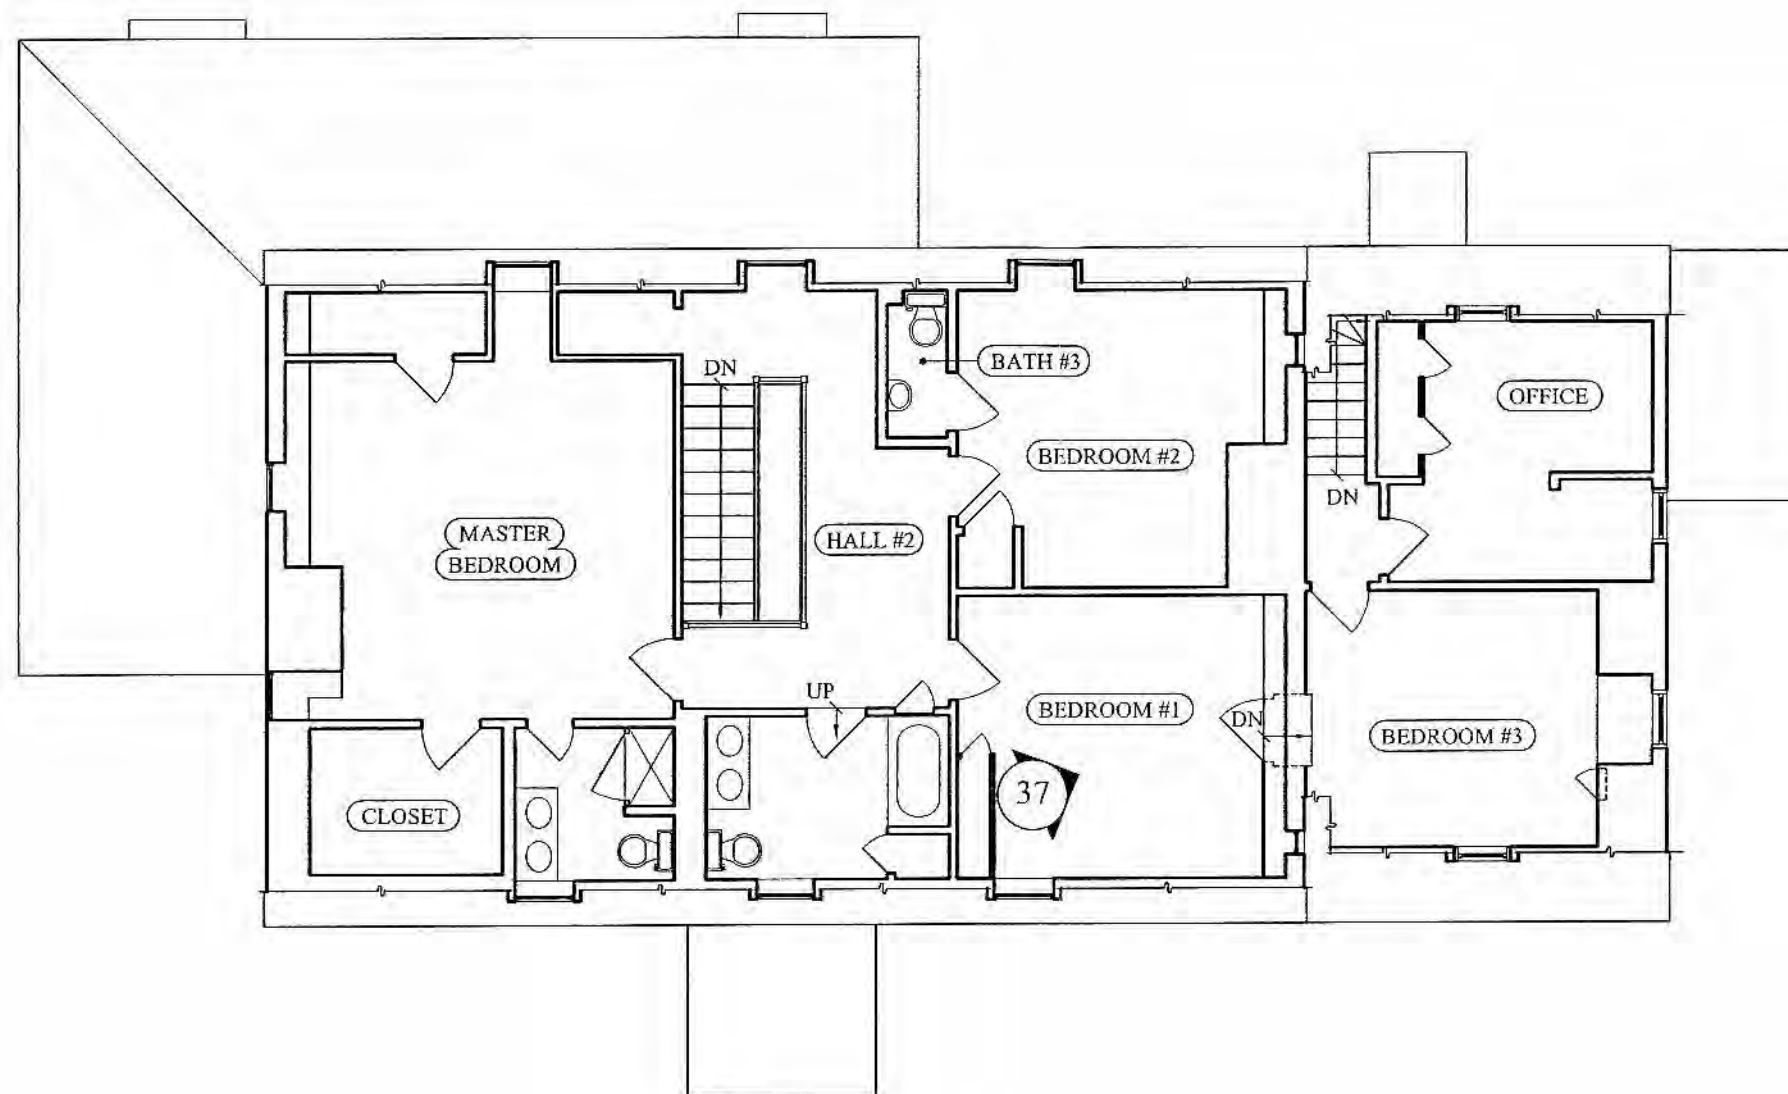 DN
BATH #3
OFFICE
BEDROOM #2
DN
MASTER
BEDROOM
HALL #2
UP
BEDROOM #1
DN
BEDROOM #3
37
CLOSET